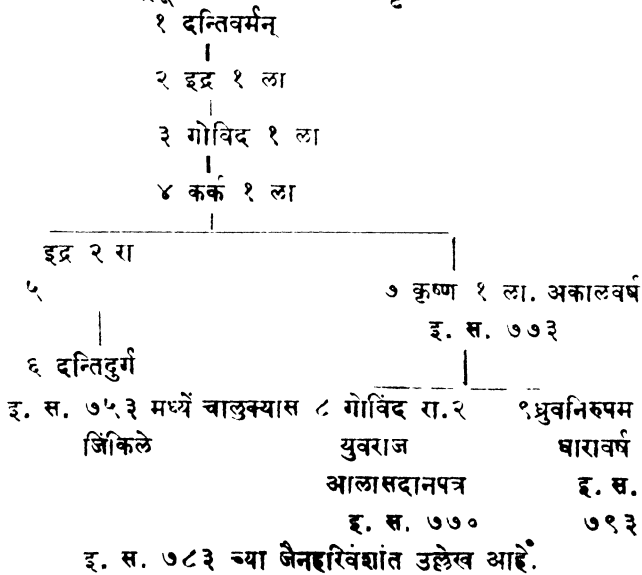 १ दन्तिवर्मन्
२ इद्र १ ला
३ गोविद १ ला
४ कर्क १ ला
इद्र २ रा
५
७ कृष्ण १ ला. अकालवर्ष
इ. स. ७७३
६ दन्तिदुर्ग
इ. स. ७५३ मध्यें चालुक्यास ८ गोविंद रा.२ ९ध्रुवनिरुपम
जिंकिले युवराज धारावर्ष
आलासदानपत्र इ. स.
इ. स. ७७० ७९३
इ. स. ७८३ च्या जैनहरिवंशांत उल्लेख आहे.